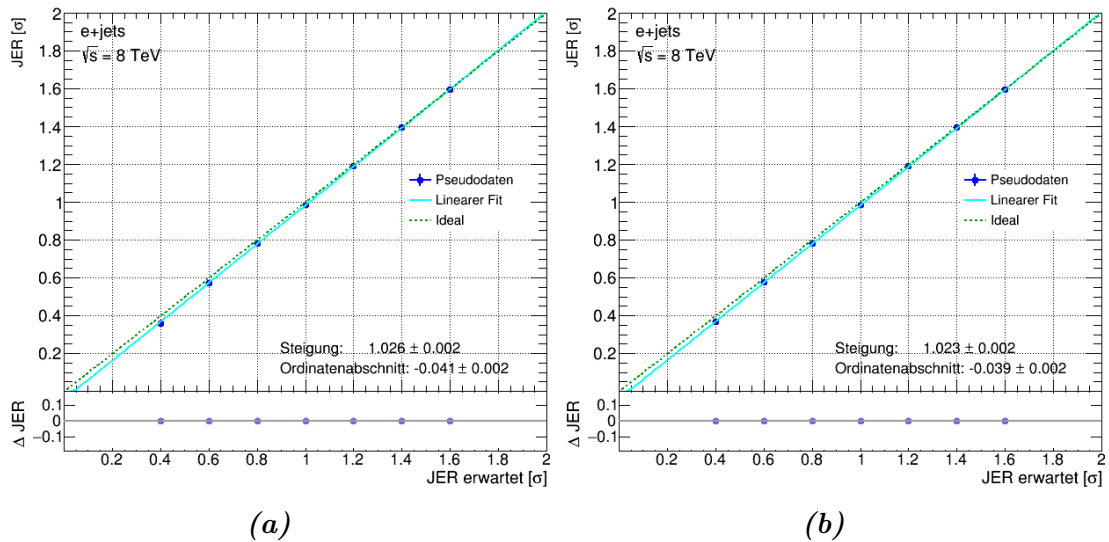 JER [σ]
2
1.8
1.6
1.4
1.2
1
0.8
0.6
0.4
0.2
e+jets
√s = 8 TeV
Pseudodaten
Linearer Fit
Ideal
Steigung: 1.026 ± 0.002
Ordinatenabschnitt: -0.041 ± 0.002
Δ JER
0.1
0
−0.1
0.2 0.4 0.6 0.8 1 1.2 1.4 1.6 1.8 2
JER erwartet [σ]
(a)
JER [σ]
2
1.8
1.6
1.4
1.2
1
0.8
0.6
0.4
0.2
e+jets
√s = 8 TeV
Pseudodaten
Linearer Fit
Ideal
Steigung: 1.023 ± 0.002
Ordinatenabschnitt: -0.039 ± 0.002
Δ JER
0.1
0
−0.1
0.2 0.4 0.6 0.8 1 1.2 1.4 1.6 1.8 2
JER erwartet [σ]
(b)